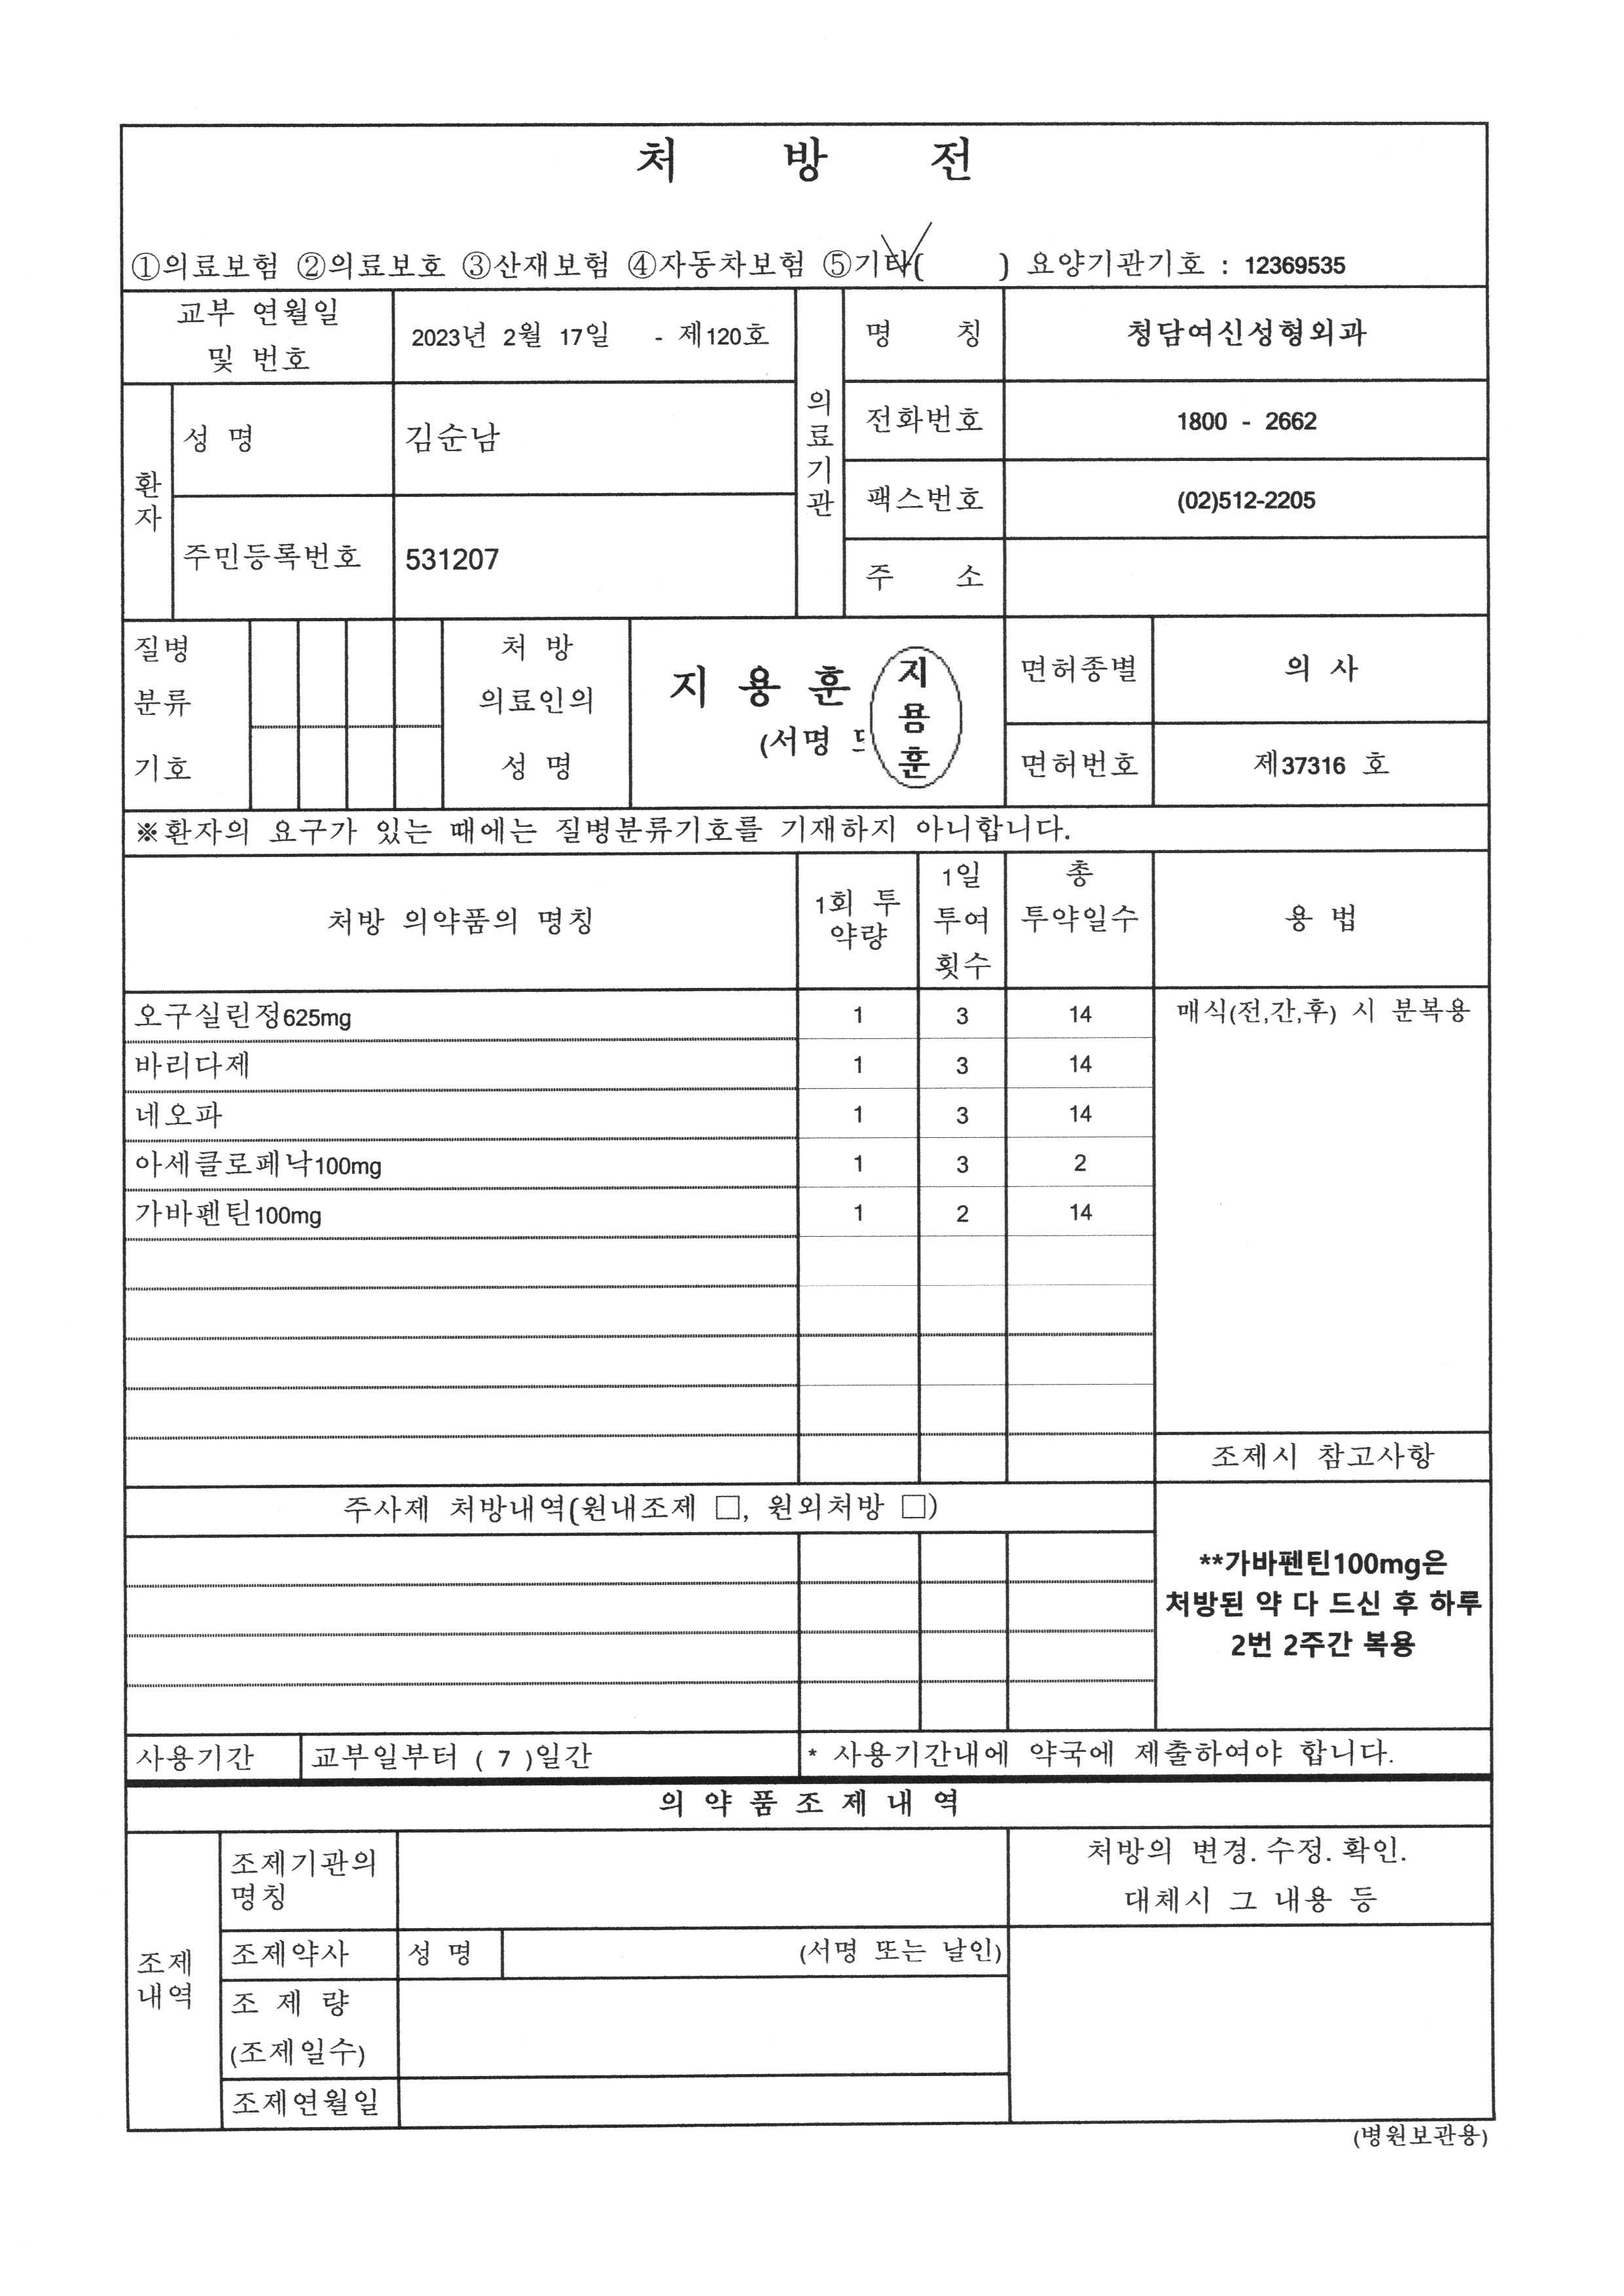 처 방 전
①의료보험 ②의료보호 ③산재보험 ④자동차보험 ⑤기타( ) 요양기관기호 : 12369535
교부 연월일
및 번호
2023년 2월 17일 - 제120호
의료기관
명 칭
청담여신성형외과
전화번호
1800 - 2662
팩스번호
(02)512-2205
주 소
환자
성 명
김순남
주민등록번호
531207
질병
분류
기호
처 방
의료인의
성 명
지 용 훈
(서명
지용훈
면허종별
의 사
면허번호
제37316 호
※환자의 요구가 있는 때에는 질병분류기호를 기재하지 아니합니다.
처방 의약품의 명칭
1회 투
약량
1일
투여
횟수
총
투약일수
용 법
오구실린정625mg 1 3 14
매식(전,간,후) 시 분복용
바리다제 1 3 14
네오파 1 3 14
아세클로페낙100mg 1 3 2
가바펜틴100mg 1 2 14
조제시 참고사항
주사제 처방내역(원내조제 □, 원외처방 □)
**가바펜틴100mg은
처방된 약 다 드신 후 하루
2번 2주간 복용
사용기간
교부일부터 ( 7 )일간
* 사용기간내에 약국에 제출하여야 합니다.
의 약 품 조 제 내 역
조제
내역
조제기관의
명칭
처방의 변경. 수정. 확인.
대체시 그 내용 등
조제약사
성 명
(서명 또는 날인)
조 제 량
(조제일수)
조제연월일
(병원보관용)